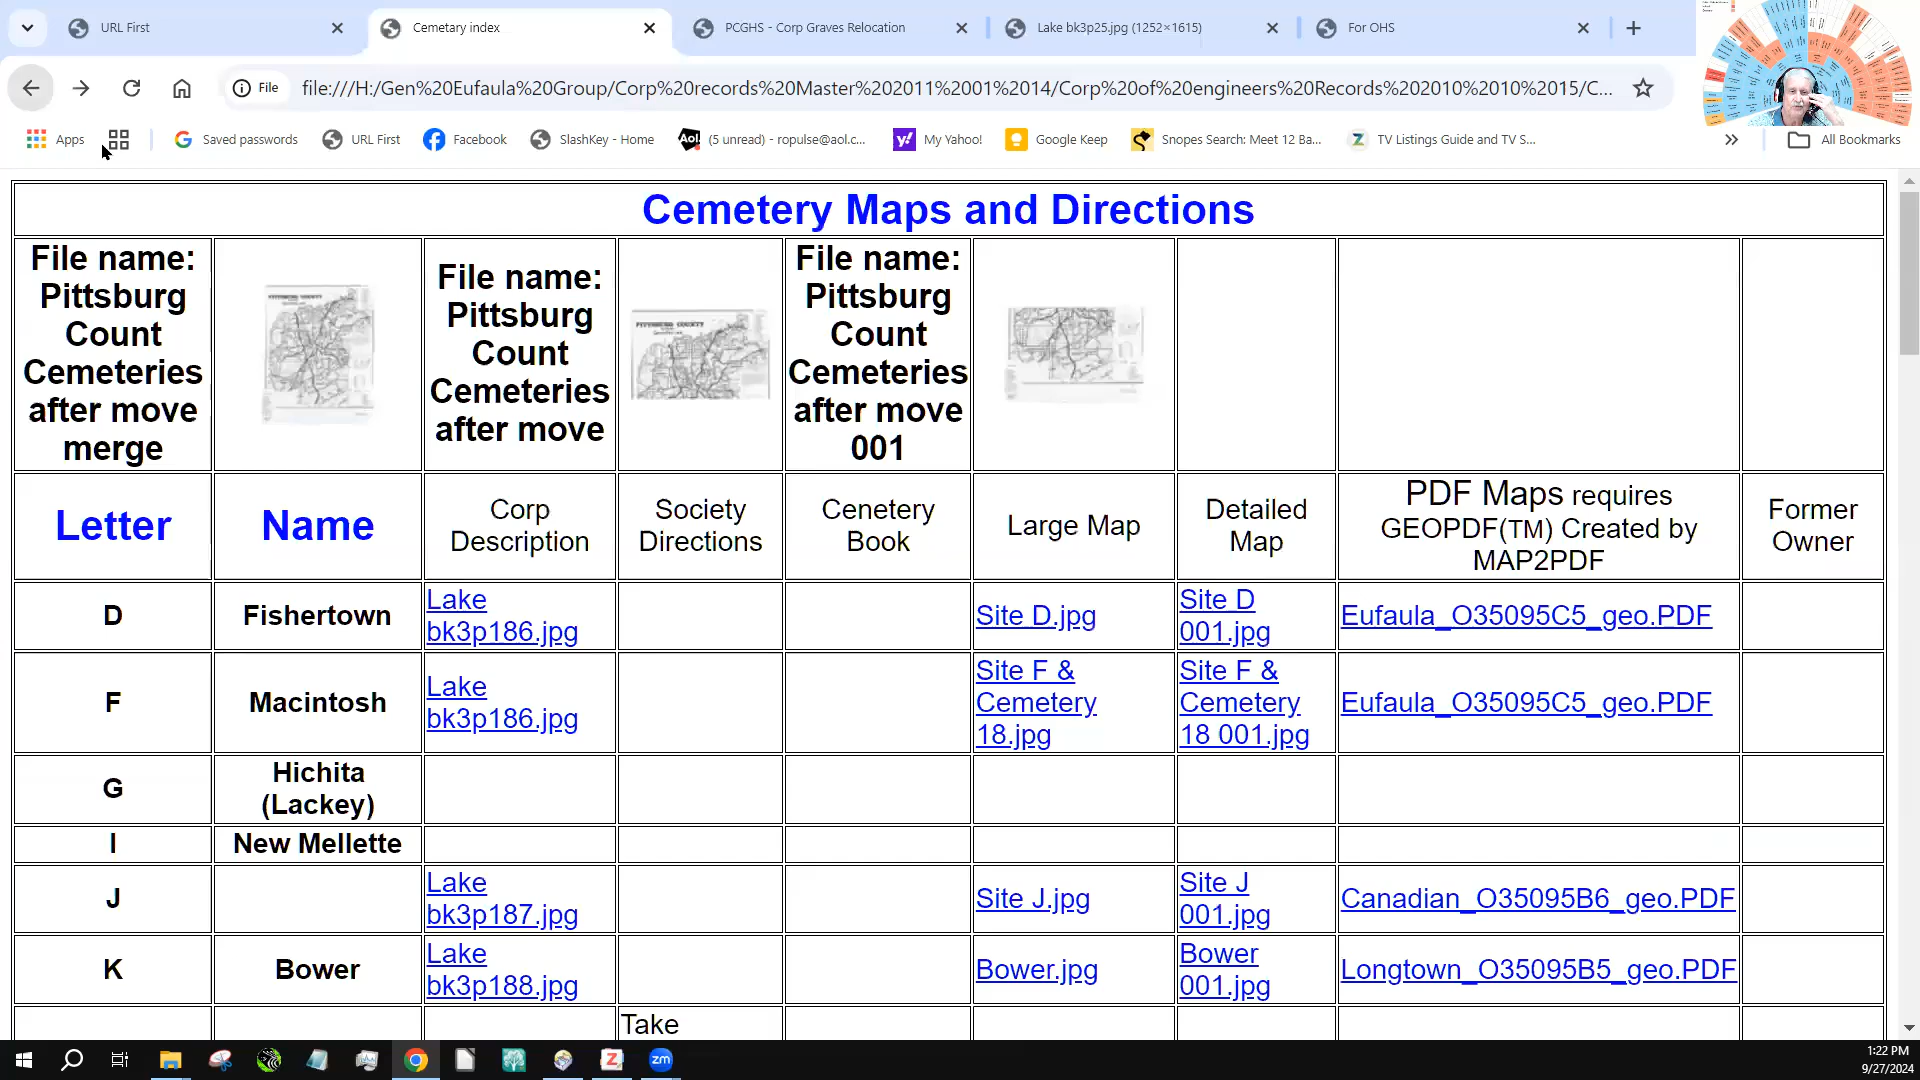 URL First
Cemetary index
PCGHS - Corp Graves Relocation
Lake bk3p25.jpg (1252×1615)
For OHS
File
file:///H:/Gen%20Eufaula%20Group/Corp%20records%20Master%202011%2001%2014/Corp%20of%20engineers%20Records%202010%2010%2015/C...
Apps
Saved passwords
URL First
Facebook
SlashKey - Home
Aol.
(5 unread) - ropulse@aol.c...
y!
My Yahoo!
Google Keep
Snopes Search: Meet 12 Ba...
Z
TV Listings Guide and TV S...
All Bookmarks
Cemetery Maps and Directions
File name:
Pittsburg
Count
Cemeteries
after move
merge
PITTSBURG COUNTY
File name:
Pittsburg
Count
Cemeteries
after move
PITTSBURG COUNTY
File name:
Pittsburg
Count
Cemeteries
after move
001
Letter
Name
Corp
Description
Society
Directions
Cenetery
Book
Large Map
Detailed
Map
PDF Maps requires
GEOPDF(TM) Created by
MAP2PDF
Former
Owner
D
Fishertown
Lake
bk3p186.jpg
Site D.jpg
Site D
001.jpg
Eufaula_O35095C5_geo.PDF
F
Macintosh
Lake
bk3p186.jpg
Site F &
Cemetery
18.jpg
Site F &
Cemetery
18 001.jpg
Eufaula_O35095C5_geo.PDF
G
Hichita
(Lackey)
I
New Mellette
J
Lake
bk3p187.jpg
Site J.jpg
Site J
001.jpg
Canadian_O35095B6_geo.PDF
K
Bower
Lake
bk3p188.jpg
Bower.jpg
Bower
001.jpg
Longtown_O35095B5_geo.PDF
Take
Z
zm
1:22 PM
9/27/2024